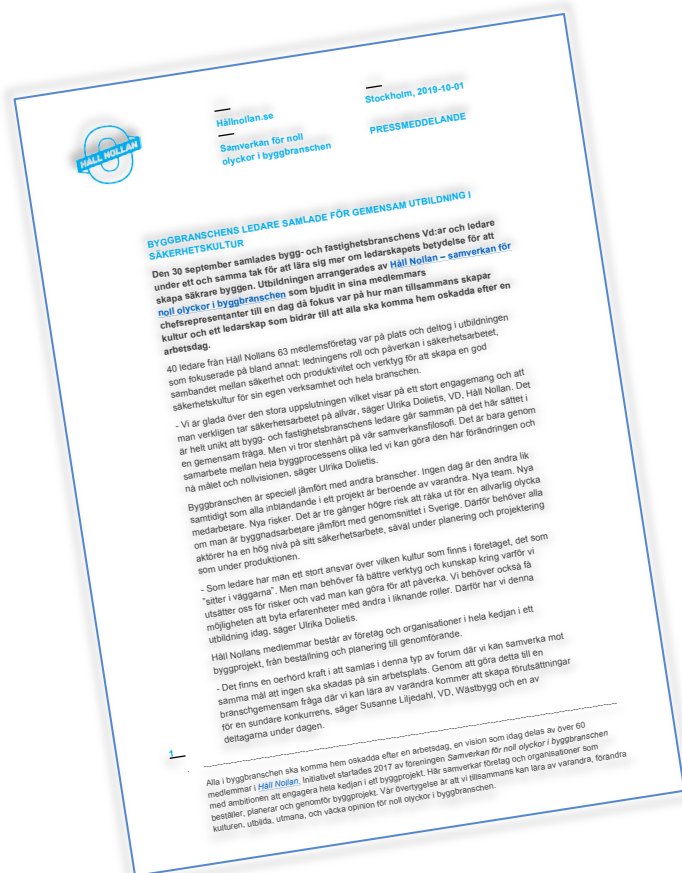 HÅLL NOLLAN
Hållnollan.se
Samverkan för noll
olyckor i byggbranschen
Stockholm, 2019-10-01
PRESSMEDDELANDE
BYGGBRANSCHENS LEDARE SAMLADE FÖR GEMENSAM UTBILDNING I
SÄKERHETSKULTUR
Den 30 september samlades bygg- och fastighetsbranschens Vd:ar och ledare
under ett och samma tak för att lära sig mer om ledarskapets betydelse för att
skapa säkrare byggen. Utbildningen arrangerades av Håll Nollan – samverkan för
noll olyckor i byggbranschen som bjudit in sina medlemmars
chefsrepresentanter till en dag då fokus var på hur man tillsammans skapar
kultur och ett ledarskap som bidrar till att alla ska komma hem oskadda efter en
arbetsdag.
40 ledare från Håll Nollans 63 medlemsföretag var på plats och deltog i utbildningen
som fokuserade på bland annat: ledningens roll och påverkan i säkerhetsarbetet,
sambandet mellan säkerhet och produktivitet och verktyg för att skapa en god
säkerhetskultur för sin egen verksamhet och hela branschen.
- Vi är glada över den stora uppslutningen vilket visar på ett stort engagemang och att
man verkligen tar säkerhetsarbetet på allvar, säger Ulrika Dolietis, VD, Håll Nollan. Det
är helt unikt att bygg- och fastighetsbranschens ledare går samman på det här sättet i
en gemensam fråga. Men vi tror stenhårt på vår samverkansfilosofi. Det är bara genom
samarbete mellan hela byggprocessens olika led vi kan göra den här förändringen och
nå målet och nollvisionen, säger Ulrika Dolietis.
Byggbranschen är speciell jämfört med andra branscher. Ingen dag är den andra lik
samtidigt som alla inblandande i ett projekt är beroende av varandra. Nya team. Nya
medarbetare. Nya risker. Det är tre gånger högre risk att råka ut för en allvarlig olycka
om man är byggnadsarbetare jämfört med genomsnittet i Sverige. Därför behöver alla
aktörer ha en hög nivå på sitt säkerhetsarbete, såväl under planering och projektering
som under produktionen.
- Som ledare har man ett stort ansvar över vilken kultur som finns i företaget, det som
”sitter i väggarna”. Men man behöver få bättre verktyg och kunskap kring varför vi
utsätter oss för risker och vad man kan göra för att påverka. Vi behöver också få
möjligheten att byta erfarenheter med andra i liknande roller. Därför har vi denna
utbildning idag, säger Ulrika Dolietis.
Håll Nollans medlemmar består av företag och organisationer i hela kedjan i ett
byggprojekt, från beställning och planering till genomförande.
- Det finns en oerhörd kraft i att samlas i denna typ av forum där vi kan samverka mot
samma mål att ingen ska skadas på sin arbetsplats. Genom att göra detta till en
branschgemensam fråga där vi kan lära av varandra kommer att skapa förutsättningar
för en sundare konkurrens, säger Susanne Liljedahl, VD, Wästbygg och en av
deltagarna under dagen.
1
Alla i byggbranschen ska komma hem oskadda efter en arbetsdag, en vision som idag delas av över 60
medlemmar i Håll Nollan. Initiativet startades 2017 av föreningen Samverkan för noll olyckor i byggbranschen
med ambitionen att engagera hela kedjan i ett byggprojekt. Här samverkar företag och organisationer som
beställer, planerar och genomför byggprojekt. Vår övertygelse är att vi tillsammans kan lära av varandra, förändra
kulturen, utbilda, utmana, och väcka opinion för noll olyckor i byggbranschen.